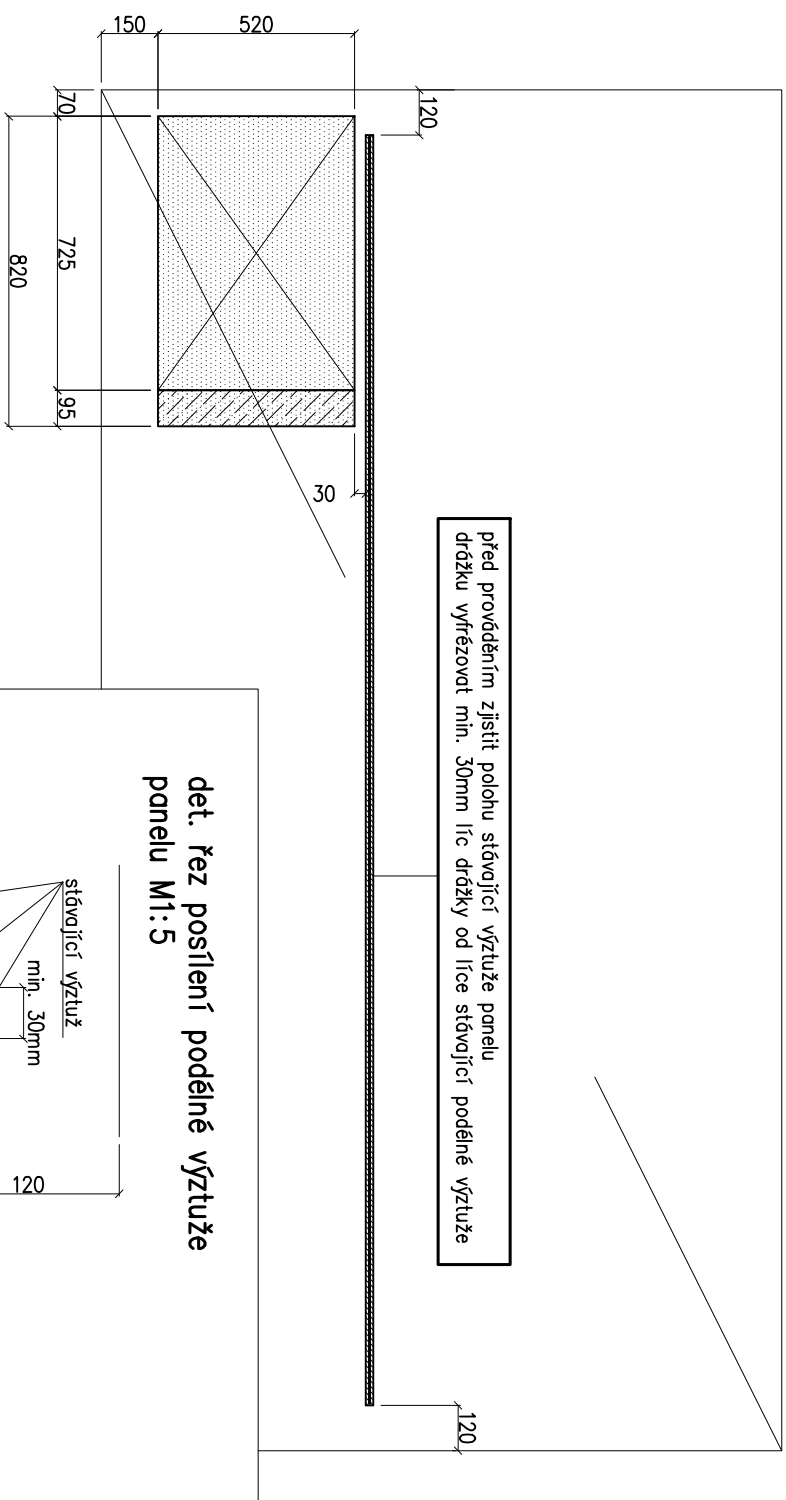 150
520
70
120
725
95
820
30
před prováděním zjistit polohu stávající výztuže panelu
drážku vyfrézovat min. 30mm líc drážky od líce stávající podélné výztuže
det. řez posílení podélné výztuže
panelu M1:5
stávající výztuž
min. 30mm
120
120